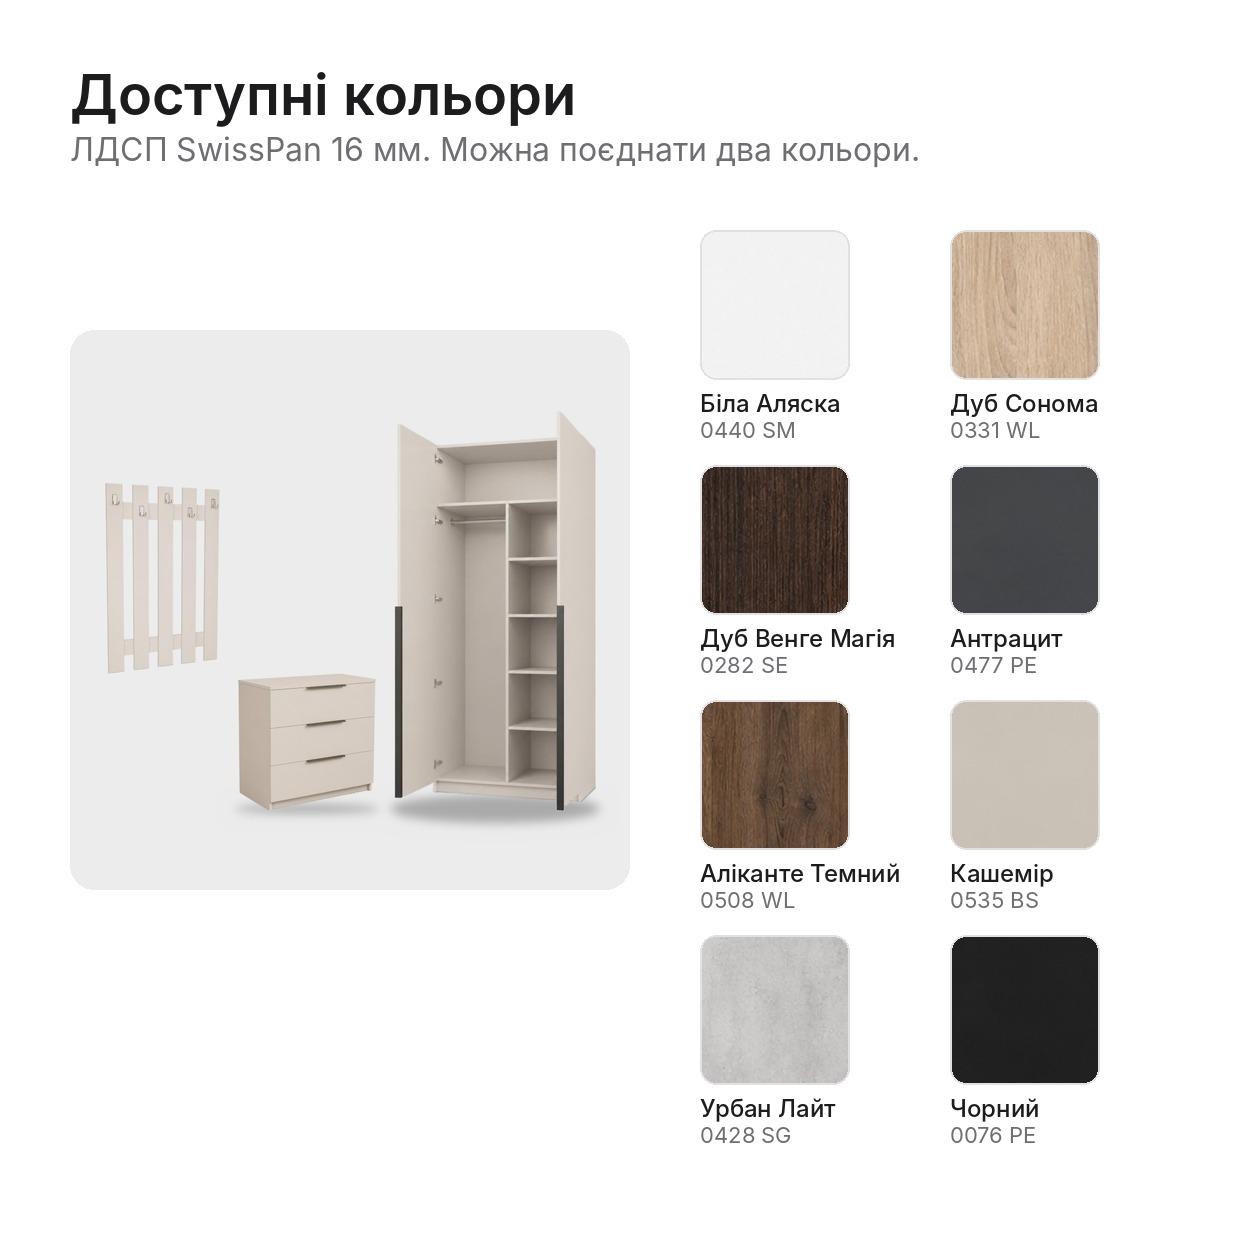 Доступні кольори
ЛДСП SwissPan 16 мм. Можна поєднати два кольори.
Біла Аляска
0440 SM
Дуб Сонома
0331 WL
Дуб Венге Магія
0282 SE
Антрацит
0477 PE
Аліканте Темний
0508 WL
Кашемір
0535 BS
Урбан Лайт
0428 SG
Чорний
0076 PE